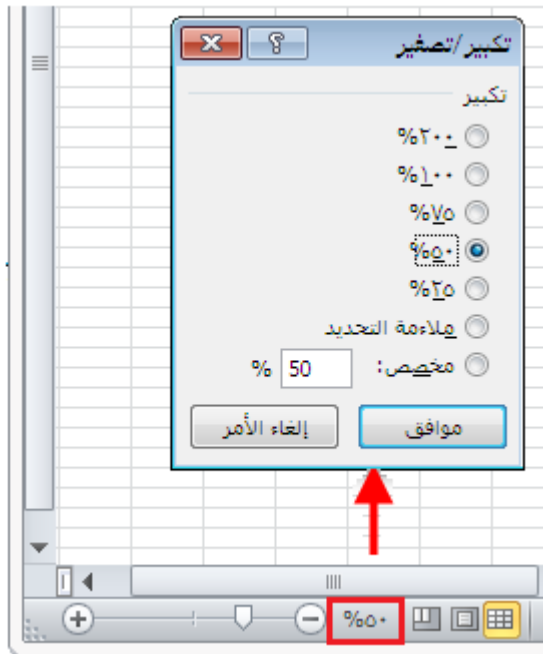 تكبير/تصغير
تكبير
٢٠٠%
١٠٠%
٧٥%
٥٠%
٢٥%
ملاءمة التحديد
مخصص: 50 %
موافق إلغاء الأمر
٥٠%